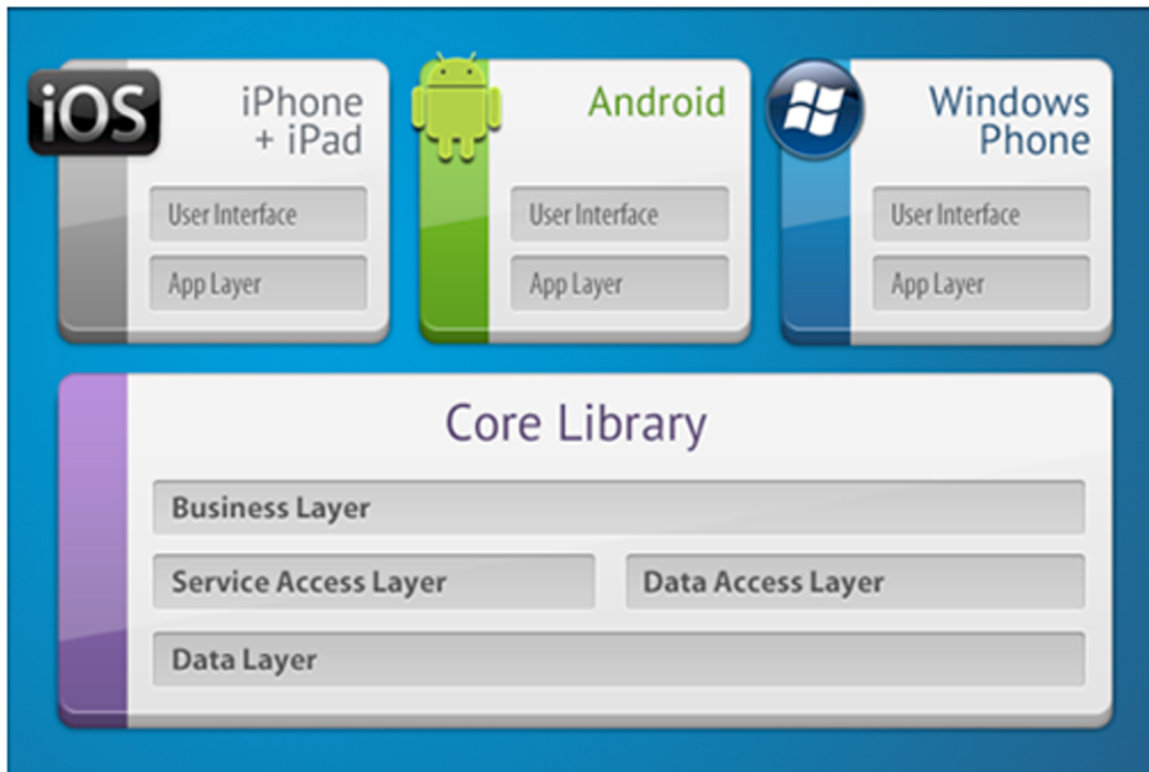 iOS
iPhone
+ iPad
User Interface
App Layer
Android
User Interface
App Layer
Windows
Phone
User Interface
App Layer
Core Library
Business Layer
Service Access Layer
Data Access Layer
Data Layer